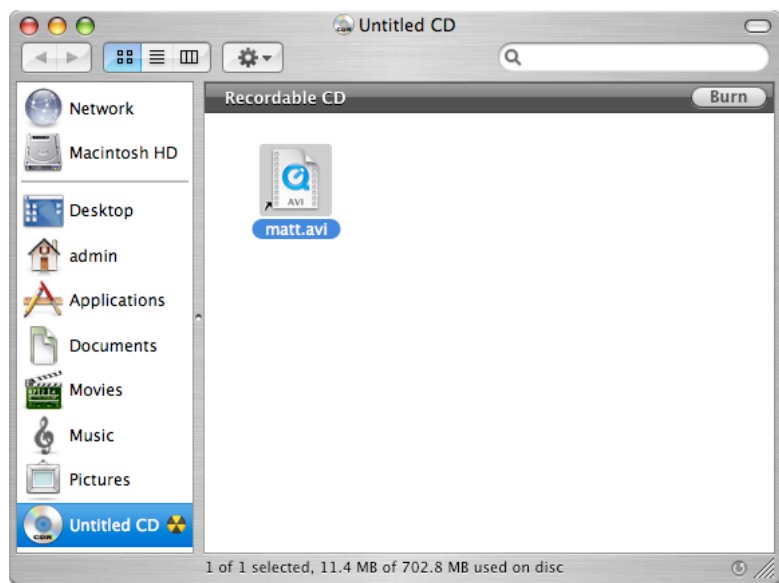 Untitled CD
Network
Macintosh HD
Desktop
admin
Applications
Documents
Movies
Music
Pictures
Untitled CD
CDR
Recordable CD
Burn
AVI
matt.avi
1 of 1 selected, 11.4 MB of 702.8 MB used on disc